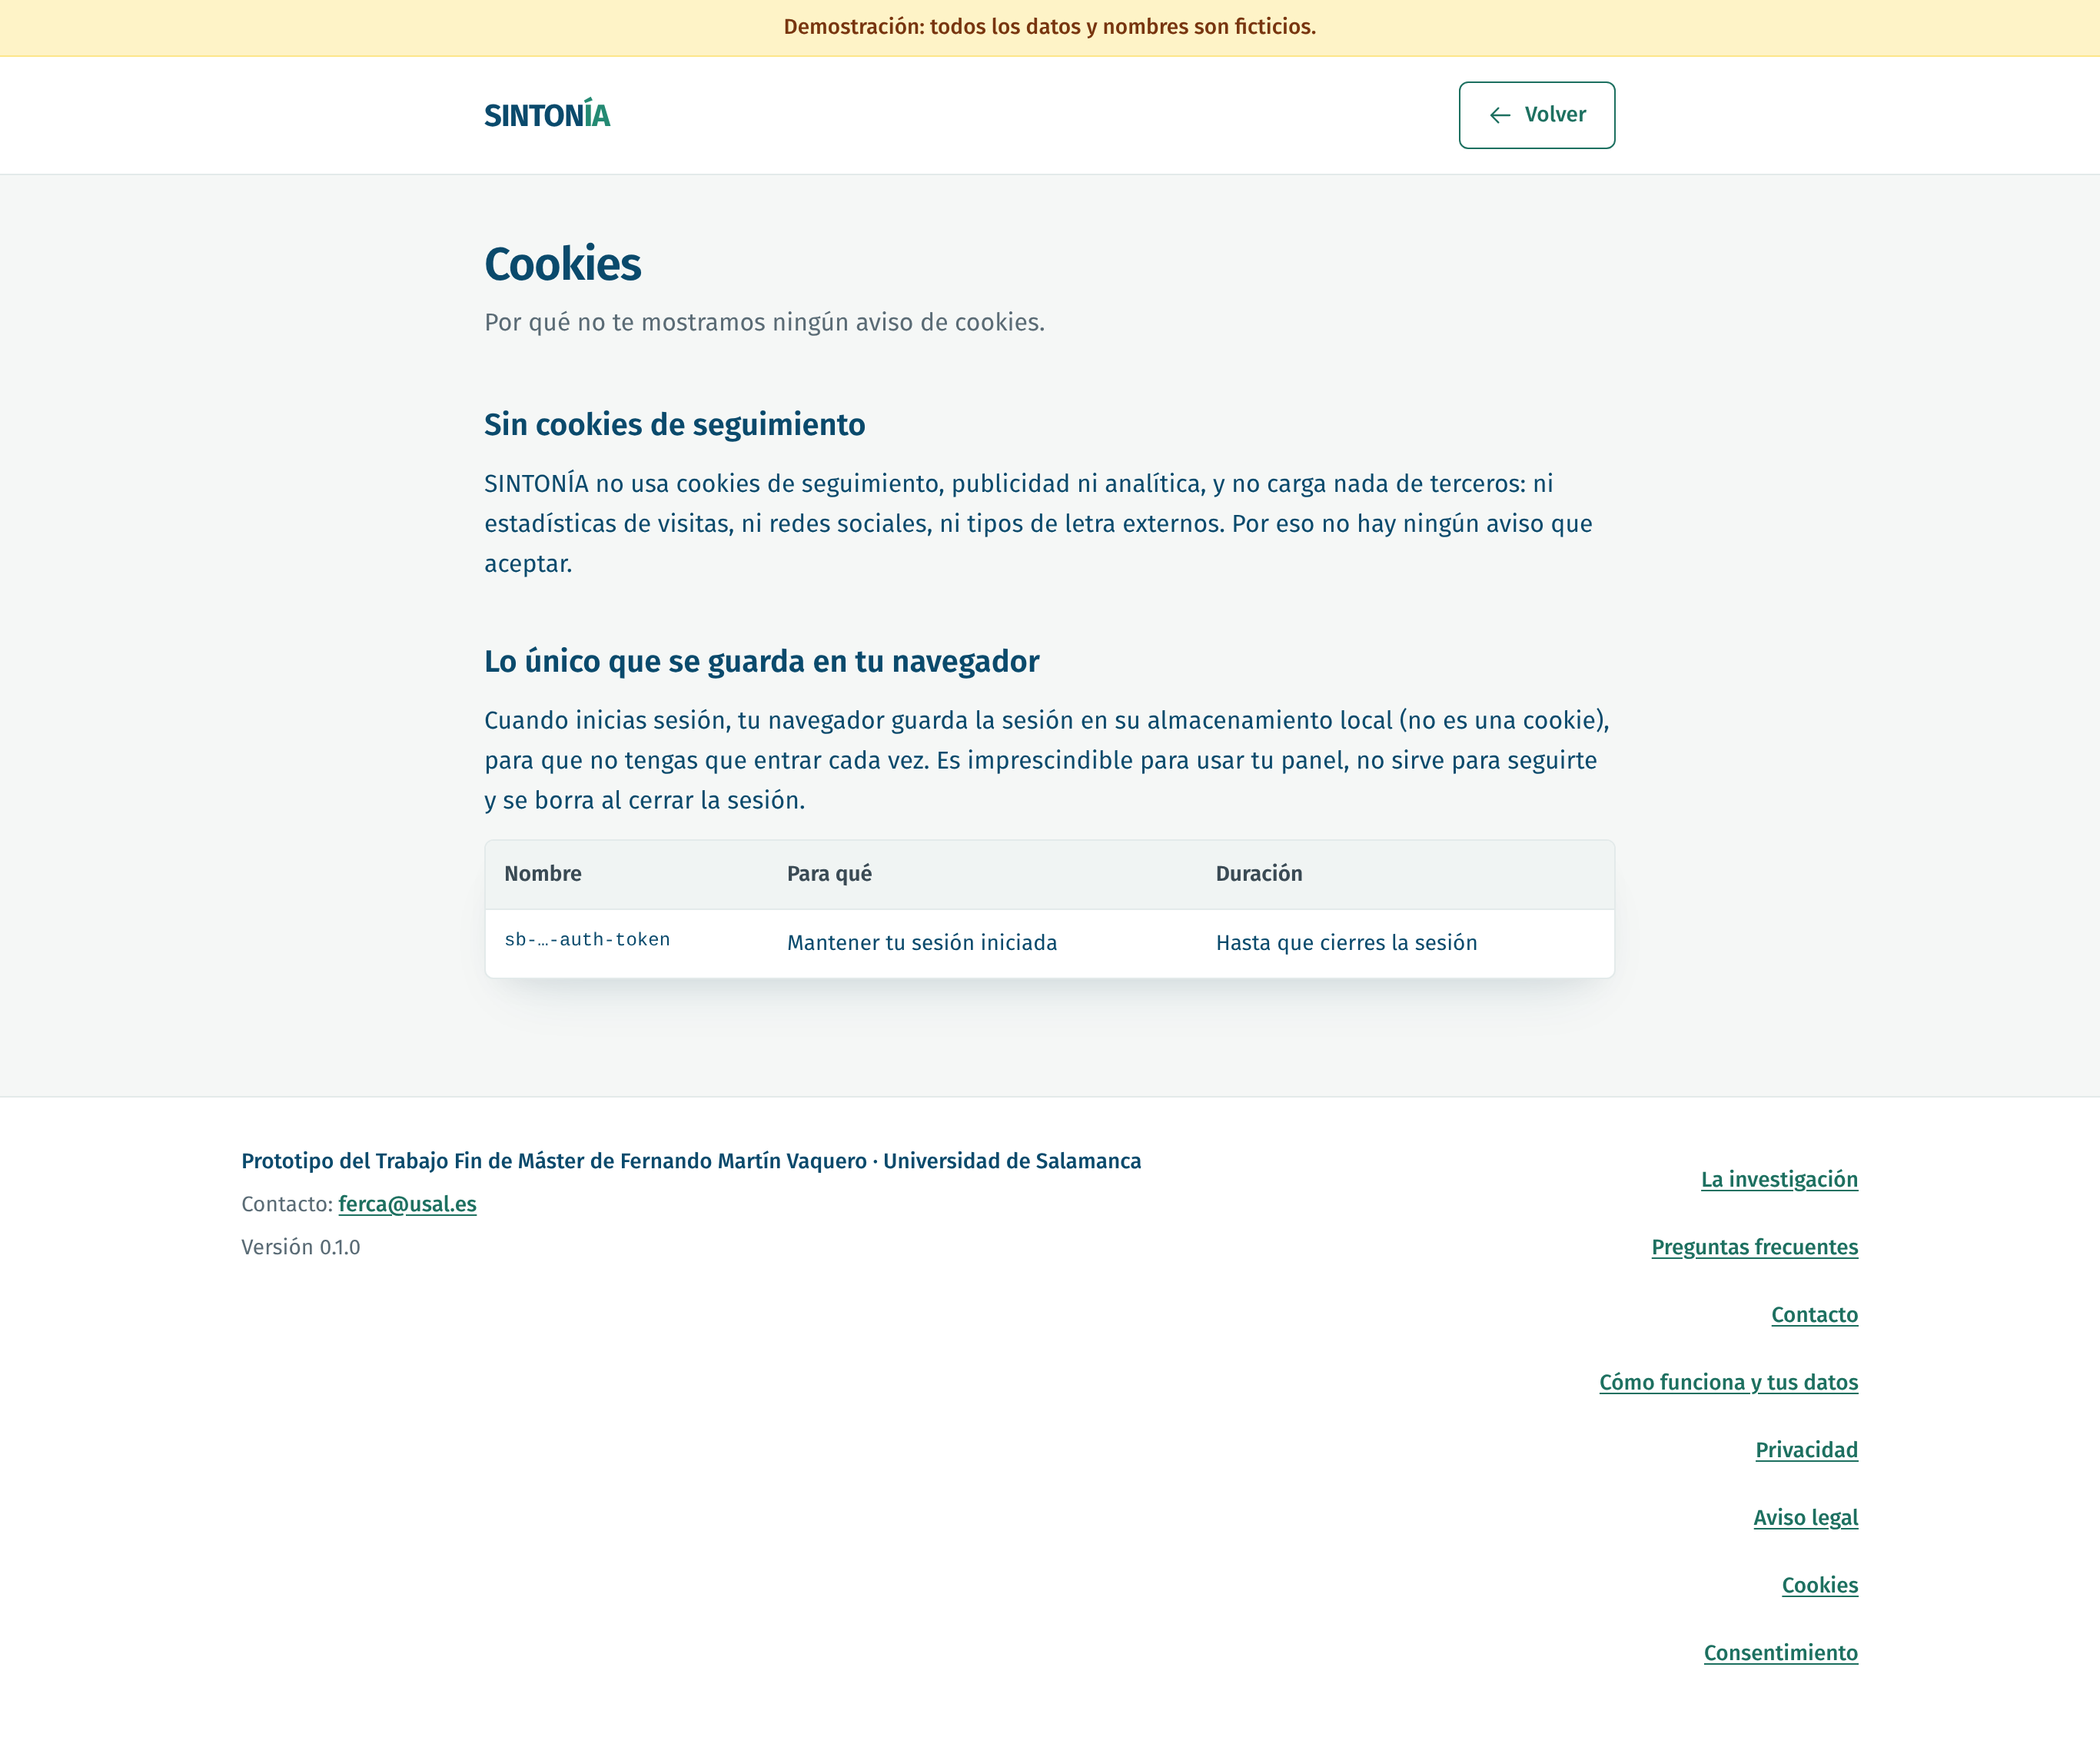 Demostración: todos los datos y nombres son ficticios.
SINTONÍA
← Volver
Cookies
Por qué no te mostramos ningún aviso de cookies.
Sin cookies de seguimiento
SINTONÍA no usa cookies de seguimiento, publicidad ni analítica, y no carga nada de terceros: ni
estadísticas de visitas, ni redes sociales, ni tipos de letra externos. Por eso no hay ningún aviso que
aceptar.
Lo único que se guarda en tu navegador
Cuando inicias sesión, tu navegador guarda la sesión en su almacenamiento local (no es una cookie),
para que no tengas que entrar cada vez. Es imprescindible para usar tu panel, no sirve para seguirte
y se borra al cerrar la sesión.
Nombre Para qué Duración
sb-…-auth-token Mantener tu sesión iniciada Hasta que cierres la sesión
Prototipo del Trabajo Fin de Máster de Fernando Martín Vaquero · Universidad de Salamanca
Contacto: ferca@usal.es
Versión 0.1.0
La investigación
Preguntas frecuentes
Contacto
Cómo funciona y tus datos
Privacidad
Aviso legal
Cookies
Consentimiento